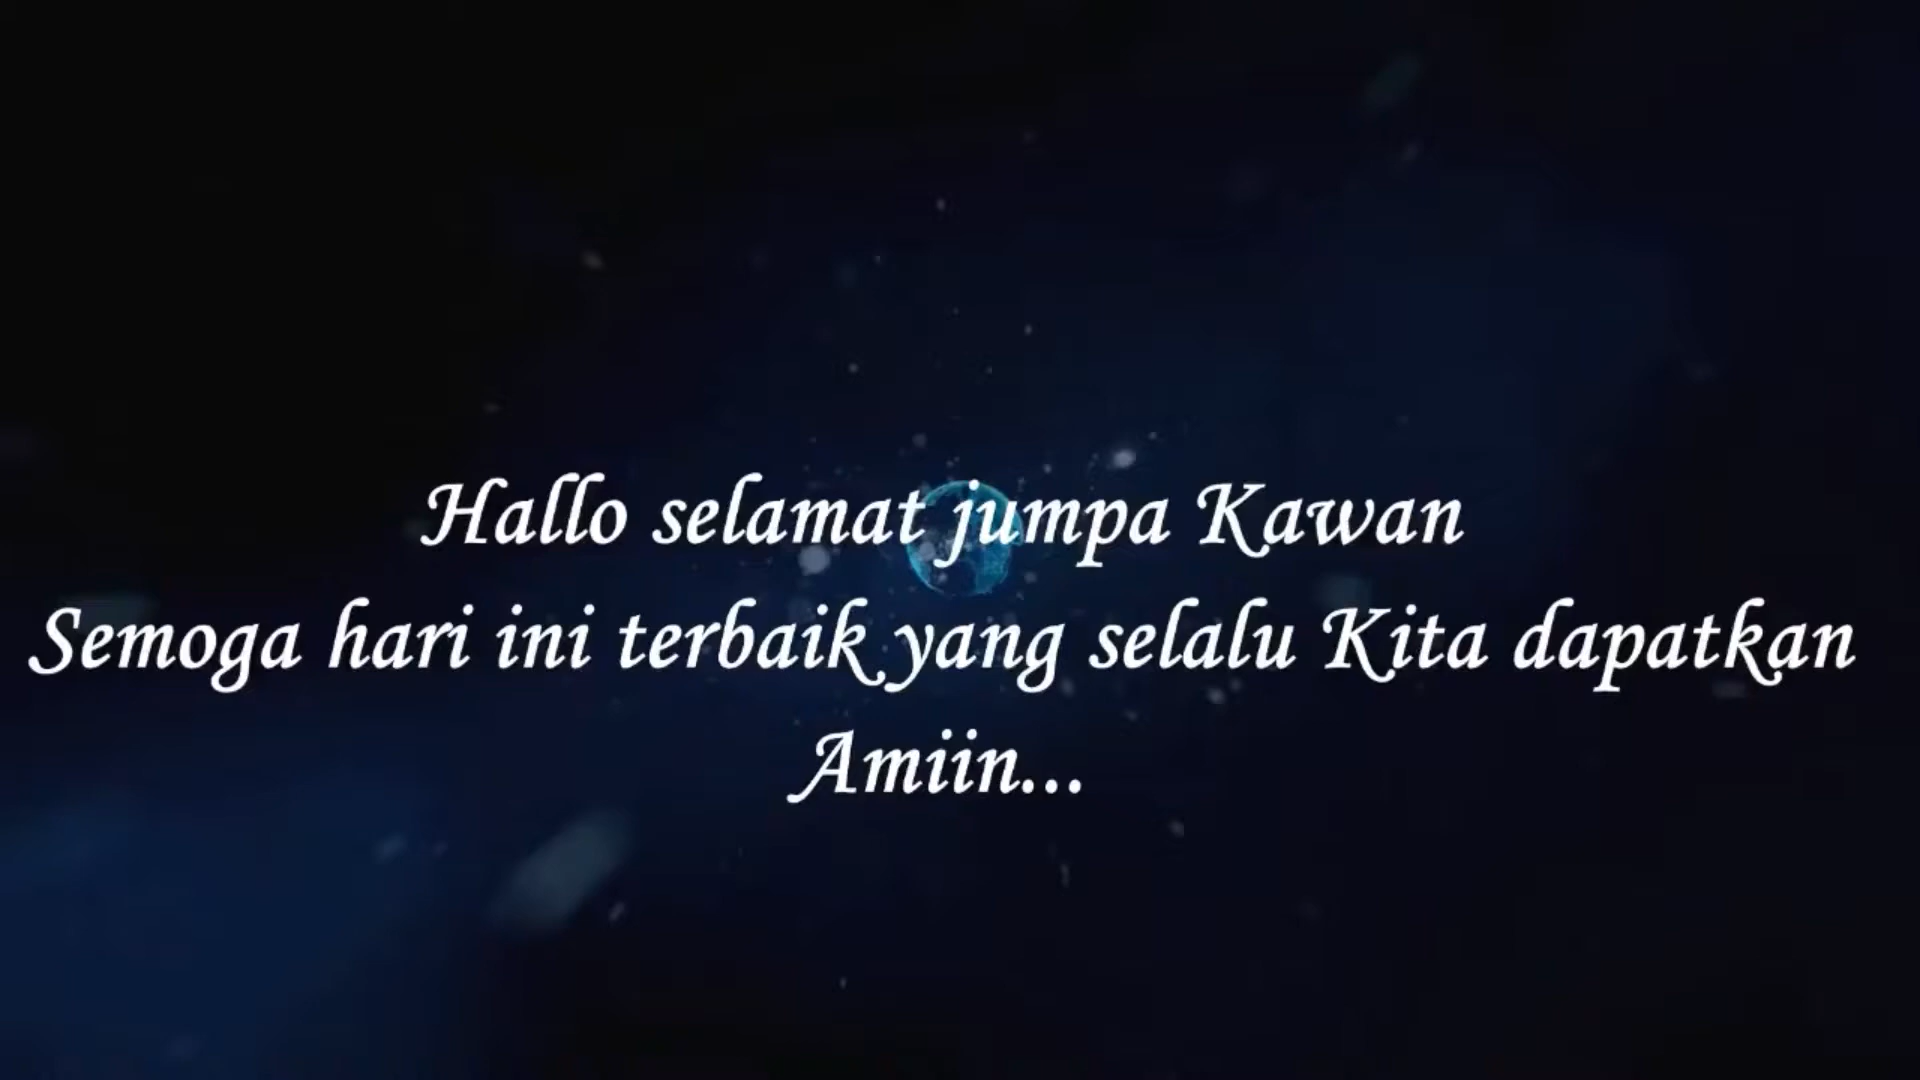 Hallo selamat jumpa Kawan
Semoga hari ini terbaik yang selalu Kita dapatkan
Amiin...